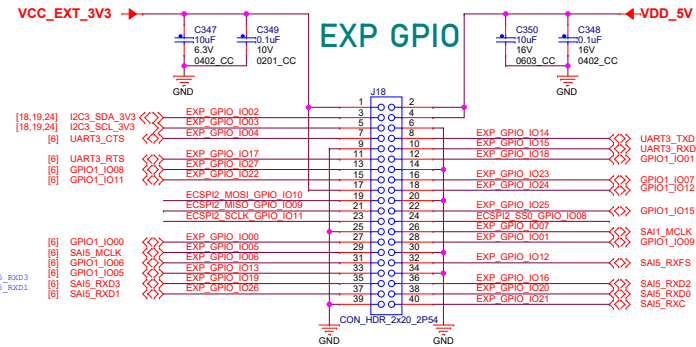 VCC_EXT_3V3
VDD_5V
EXP GPIO
C347
10uF
6.3V
0402_CC
C349
0.1uF
10V
0201_CC
C350
10uF
16V
0603_CC
C348
0.1uF
16V
0402_CC
GND
GND
J18
1 2
[18,19,24] I2C3_SDA_3V3 EXP_GPIO_IO02 3 4
[18,19,24] I2C3_SCL_3V3 EXP_GPIO_IO03 5 6
[6] UART3_CTS EXP_GPIO_IO04 7 8 EXP_GPIO_IO14 UART3_TXD
9 10 EXP_GPIO_IO15 UART3_RXD
[6] UART3_RTS EXP_GPIO_IO17 11 12 EXP_GPIO_IO18 GPIO1_IO01
[6] GPIO1_IO08 EXP_GPIO_IO27 13 14
[6] GPIO1_IO11 EXP_GPIO_IO22 15 16 EXP_GPIO_IO23 GPIO1_IO07
17 18 EXP_GPIO_IO24 GPIO1_IO12
ECSPI2_MOSI_GPIO_IO10 19 20
ECSPI2_MISO_GPIO_IO09 21 22 EXP_GPIO_IO25 GPIO1_IO15
ECSPI2_SCLK_GPIO_IO11 23 24 ECSPI2_SS0_GPIO_IO08
25 26 EXP_GPIO_IO07 SAI1_MCLK
[6] GPIO1_IO00 EXP_GPIO_IO00 27 28 EXP_GPIO_IO01 GPIO1_IO09
[6] SAI5_MCLK EXP_GPIO_IO05 29 30
[6] GPIO1_IO06 EXP_GPIO_IO06 31 32 EXP_GPIO_IO12 SAI5_RXFS
[6] GPIO1_IO05 EXP_GPIO_IO13 33 34
5_RXD3 [6] SAI5_RXD3 EXP_GPIO_IO19 35 36 EXP_GPIO_IO16 SAI5_RXD2
5_RXD1 [6] SAI5_RXD1 EXP_GPIO_IO26 37 38 EXP_GPIO_IO20 SAI5_RXD0
39 40 EXP_GPIO_IO21 SAI5_RXC
CON_HDR_2x20_2P54
GND
GND